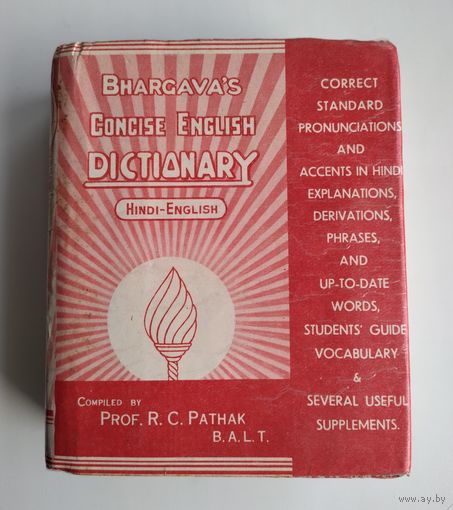 BHARGAVA'S
CONCISE ENGLISH
DICTIONARY
HINDI-ENGLISH
COMPILED BY
PROF. R. C. PATHAK
B.A.L.T.
CORRECT
STANDARD
PRONUNCIATIONS
AND
ACCENTS IN HINDI
EXPLANATIONS,
DERIVATIONS,
PHRASES,
AND
UP-TO-DATE
WORDS,
STUDENTS' GUIDE
VOCABULARY
&
SEVERAL USEFUL
SUPPLEMENTS.
www.ay.by